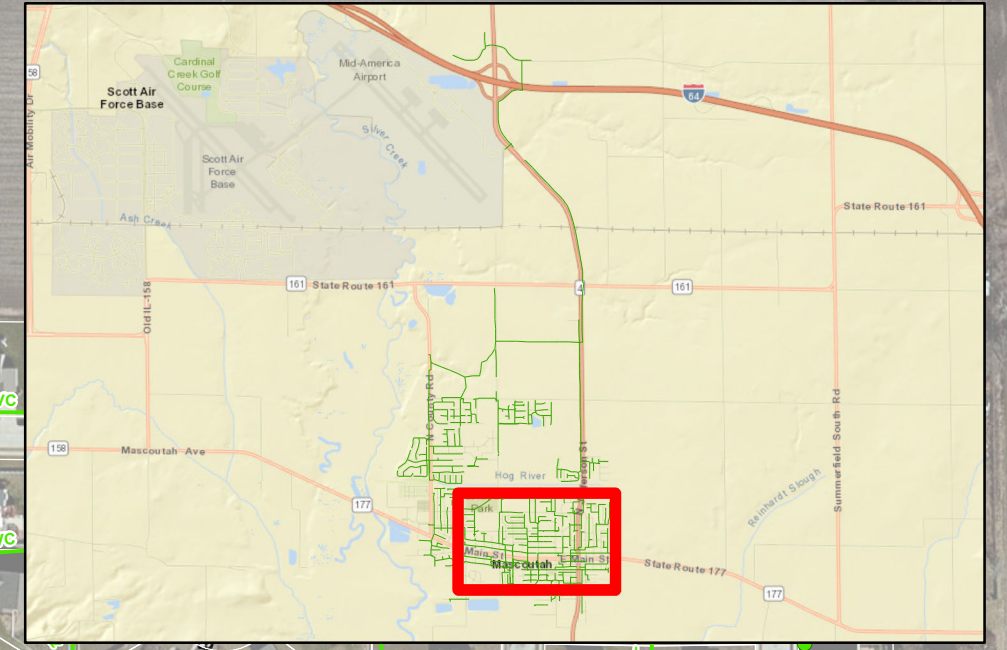 58
Air Mobility Dr
Scott Air
Force Base
Cardinal
Creek Golf
Course
Mid-America
Airport
64
Scott Air
Force
Base
Silver Creek
Ash Creek
State Route 161
161
State Route 161
4
161
Old IL-158
N County Rd
VC
158
Mascoutah Ave
177
Hog River
N Jefferson St
Summerfield South Rd
Reinhardt Slough
Park
Main St
E Main St
Mascoutah
State Route 177
177
VC